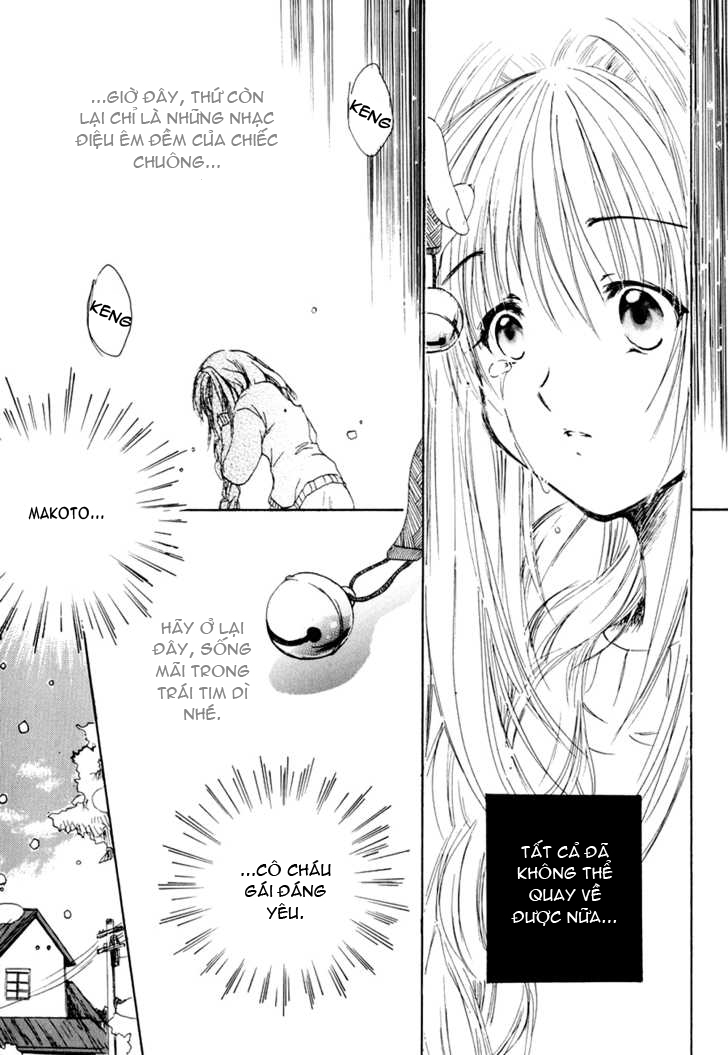 TẤT CẢ ĐÃ
KHÔNG THỂ
QUAY VỀ
ĐƯỢC NỮA...
KENG
...GIỜ ĐÂY, THỨ CÒN
LẠI CHỈ LÀ NHỮNG NHẠC
ĐIỆU ÊM ĐỀM CỦA CHIẾC
CHUÔNG...
KENG
MAKOTO...
HÃY Ở LẠI
ĐÂY, SỐNG
MÃI TRONG
TRÁI TIM DÌ
NHÉ.
...CÔ CHÁU
GÁI ĐÁNG
YÊU.